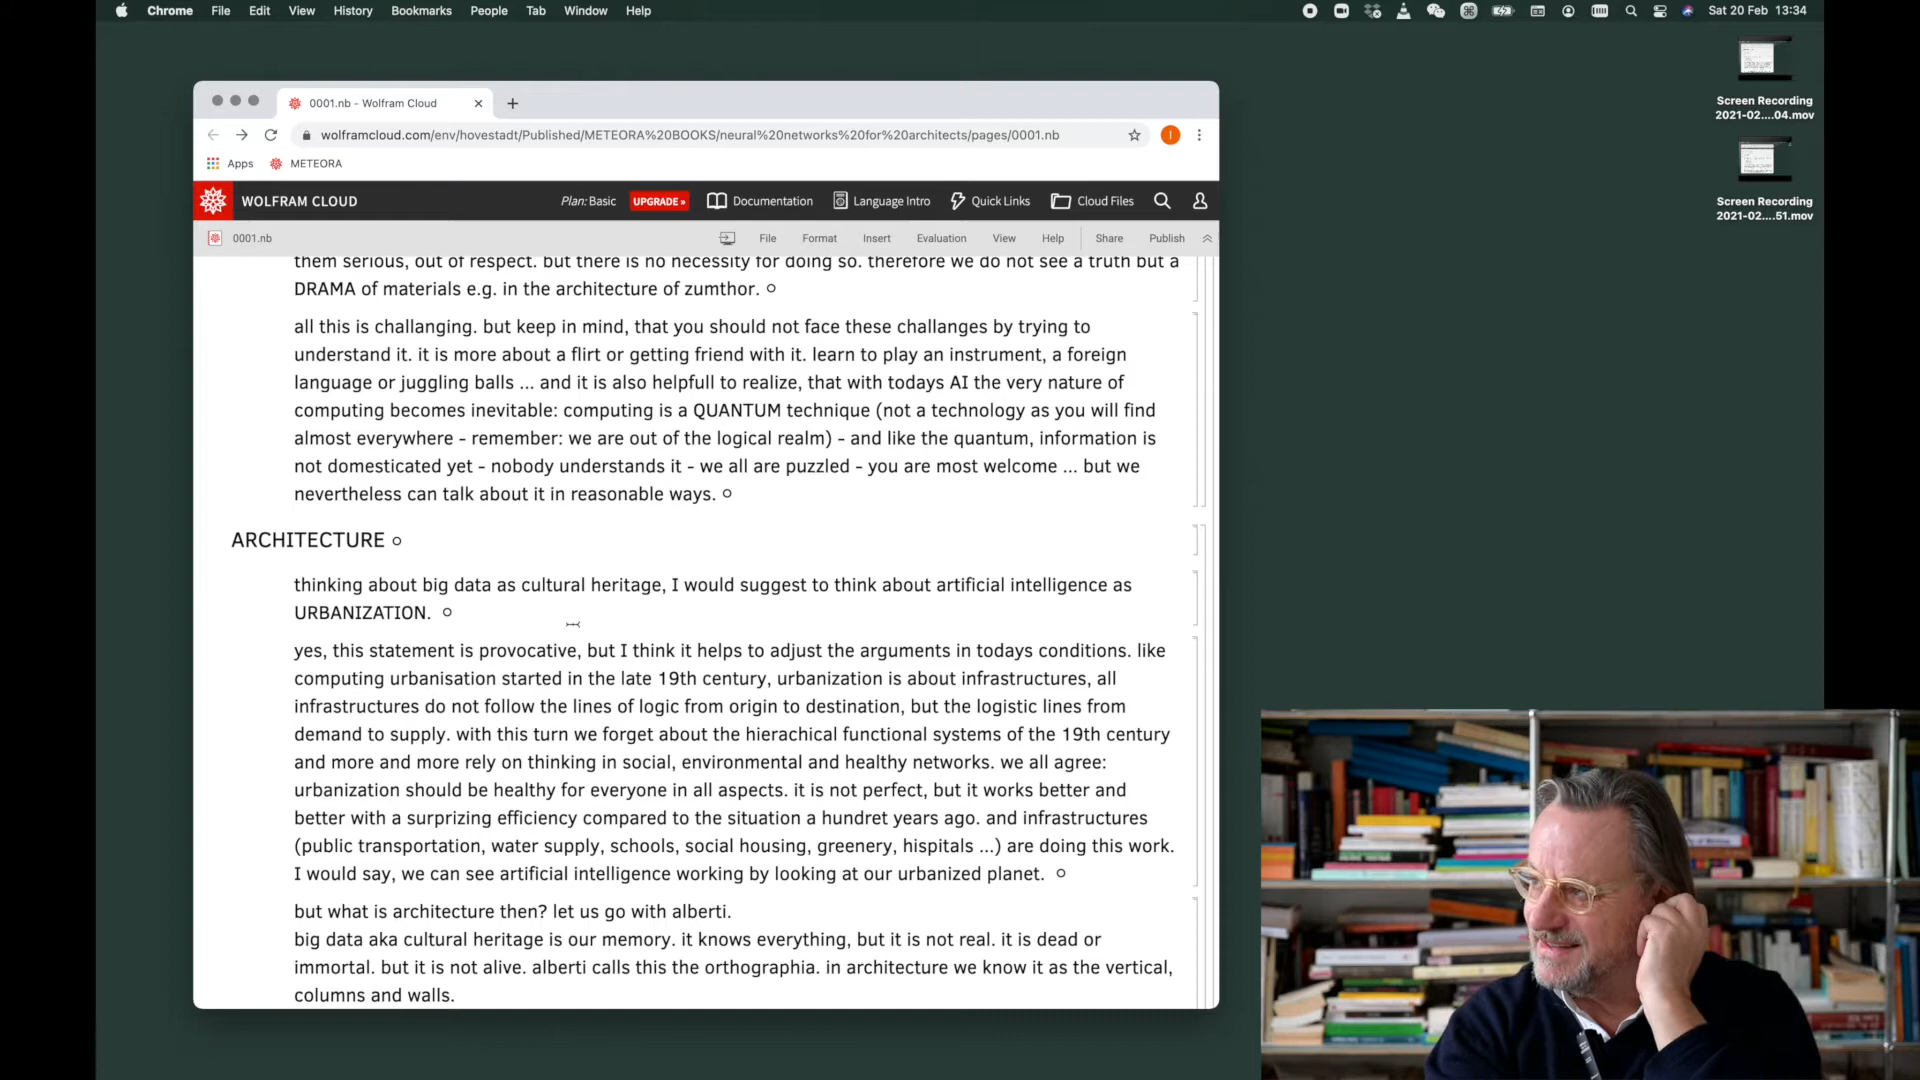 Chrome File Edit View History Bookmarks People Tab Window Help
Sat 20 Feb 13:34
Screen Recording
2021-02....04.mov
Screen Recording
2021-02....51.mov
0001.nb - Wolfram Cloud
wolframcloud.com/env/hovestadt/Published/METEORA%20BOOKS/neural%20networks%20for%20architects/pages/0001.nb
I
Apps METEORA
WOLFRAM CLOUD Plan: Basic UPGRADE » Documentation Language Intro Quick Links Cloud Files
0001.nb File Format Insert Evaluation View Help Share Publish
them serious, out of respect. but there is no necessity for doing so. therefore we do not see a truth but a
DRAMA of materials e.g. in the architecture of zumthor.
all this is challanging. but keep in mind, that you should not face these challanges by trying to
understand it. it is more about a flirt or getting friend with it. learn to play an instrument, a foreign
language or juggling balls ... and it is also helpfull to realize, that with todays AI the very nature of
computing becomes inevitable: computing is a QUANTUM technique (not a technology as you will find
almost everywhere - remember: we are out of the logical realm) - and like the quantum, information is
not domesticated yet - nobody understands it - we all are puzzled - you are most welcome ... but we
nevertheless can talk about it in reasonable ways.
ARCHITECTURE
thinking about big data as cultural heritage, I would suggest to think about artificial intelligence as
URBANIZATION.
yes, this statement is provocative, but I think it helps to adjust the arguments in todays conditions. like
computing urbanisation started in the late 19th century, urbanization is about infrastructures, all
infrastructures do not follow the lines of logic from origin to destination, but the logistic lines from
demand to supply. with this turn we forget about the hierachical functional systems of the 19th century
and more and more rely on thinking in social, environmental and healthy networks. we all agree:
urbanization should be healthy for everyone in all aspects. it is not perfect, but it works better and
better with a surprizing efficiency compared to the situation a hundret years ago. and infrastructures
(public transportation, water supply, schools, social housing, greenery, hispitals ...) are doing this work.
I would say, we can see artificial intelligence working by looking at our urbanized planet.
but what is architecture then? let us go with alberti.
big data aka cultural heritage is our memory. it knows everything, but it is not real. it is dead or
immortal. but it is not alive. alberti calls this the orthographia. in architecture we know it as the vertical,
columns and walls.